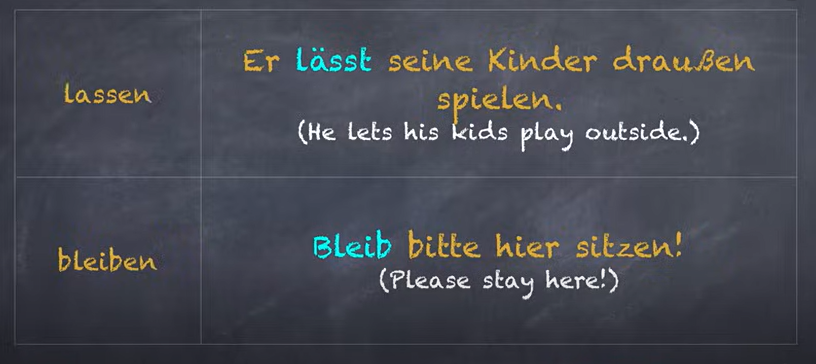 lassen
Er lässt seine Kinder draußen
spielen.
(He lets his kids play outside.)
bleiben
Bleib bitte hier sitzen!
(Please stay here!)